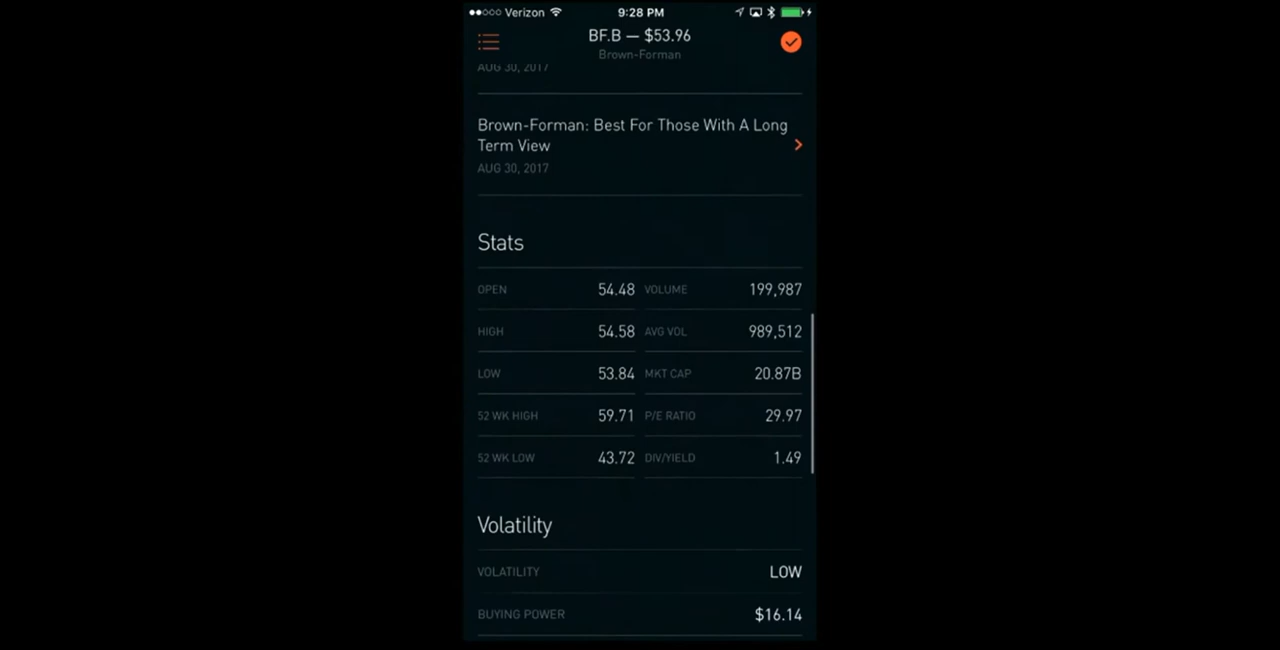 Verizon 9:28 PM
BF.B — $53.96
Brown-Forman
AUG 30, 2017
Brown-Forman: Best For Those With A Long
Term View
AUG 30, 2017
Stats
OPEN 54.48 VOLUME 199,987
HIGH 54.58 AVG VOL 989,512
LOW 53.84 MKT CAP 20.87B
52 WK HIGH 59.71 P/E RATIO 29.97
52 WK LOW 43.72 DIV/YIELD 1.49
Volatility
VOLATILITY LOW
BUYING POWER $16.14